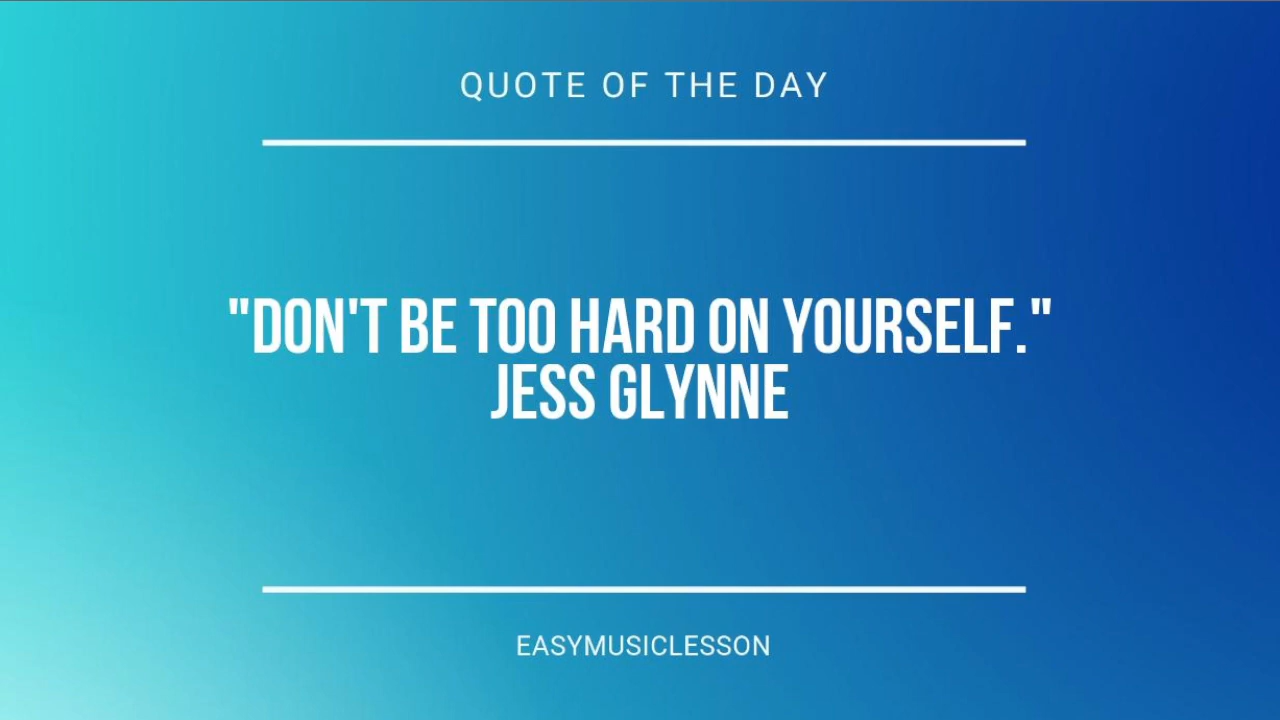 QUOTE OF THE DAY
"DON'T BE TOO HARD ON YOURSELF."
JESS GLYNNE
EASYMUSICLESSON